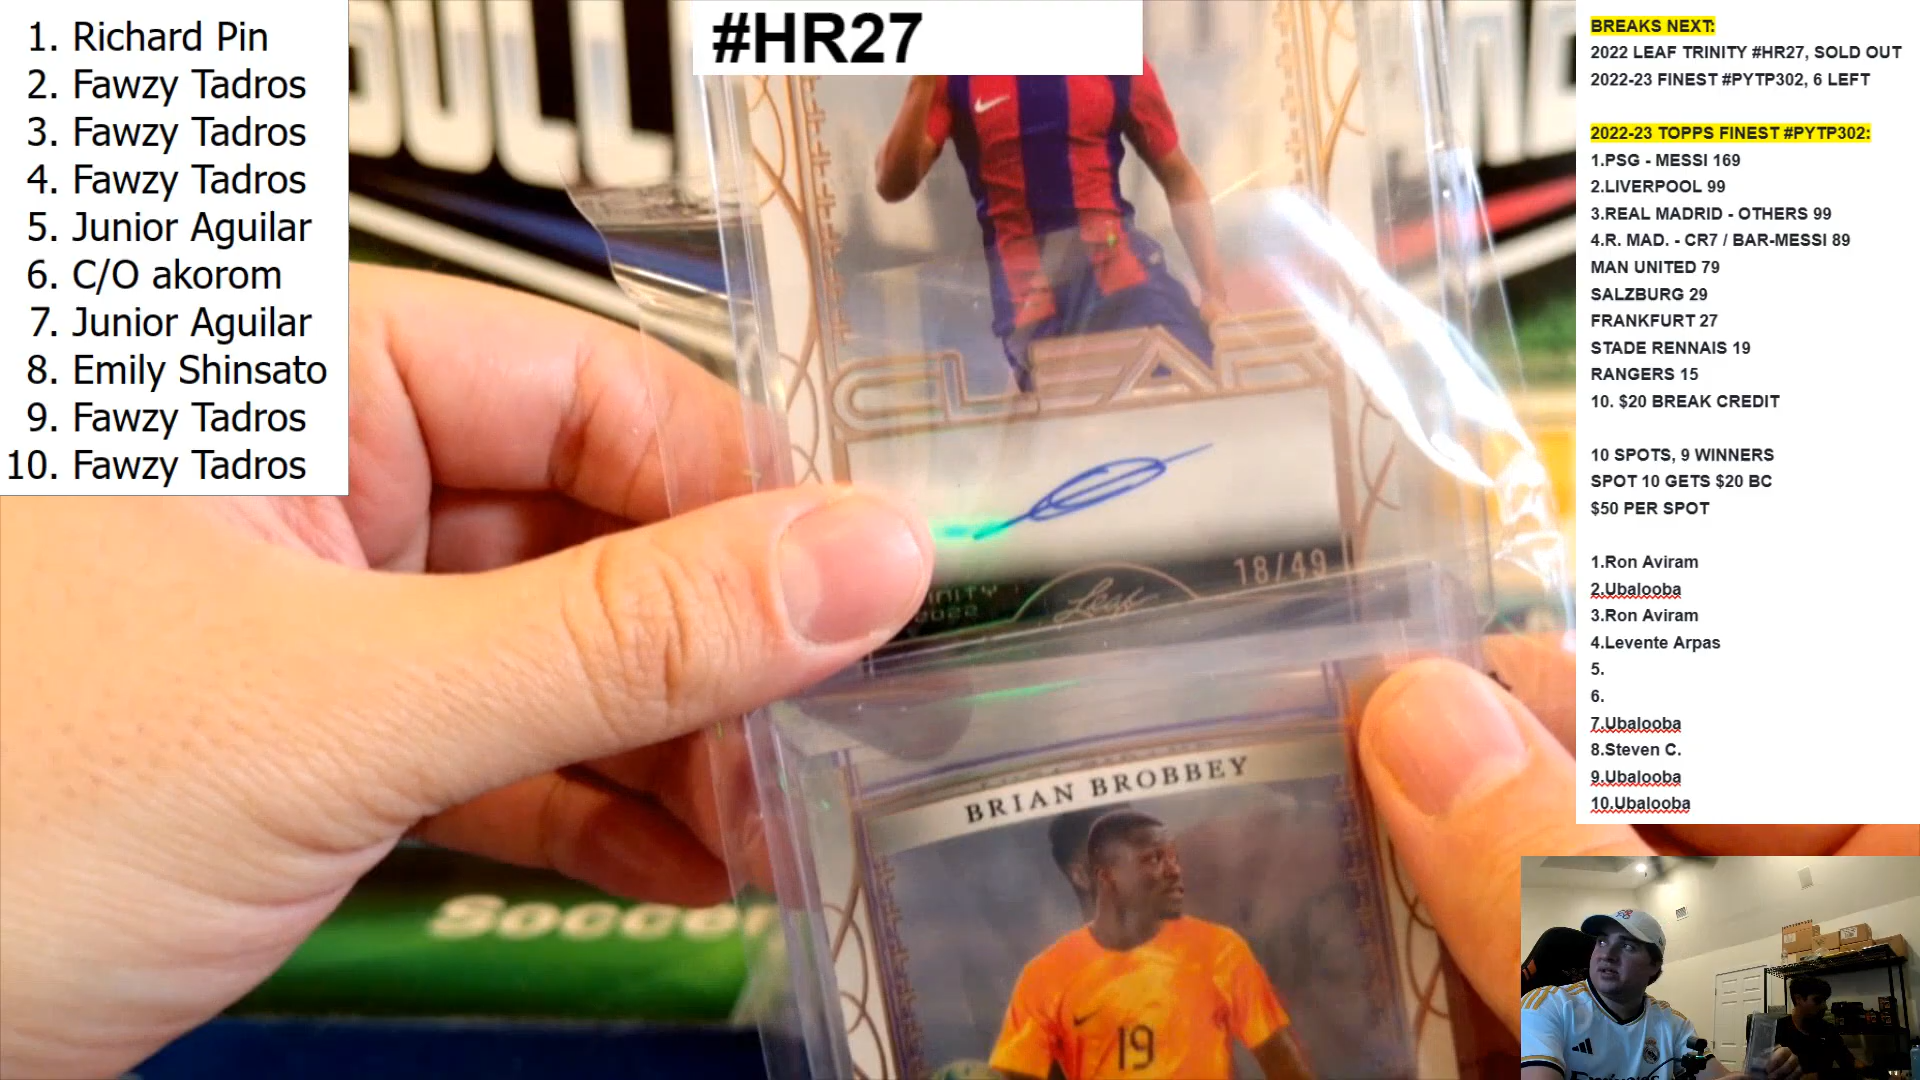 1. Richard Pin
2. Fawzy Tadros
3. Fawzy Tadros
4. Fawzy Tadros
5. Junior Aguilar
6. C/O akorom
7. Junior Aguilar
8. Emily Shinsato
9. Fawzy Tadros
10. Fawzy Tadros
#HR27
CLEAR
18/49
Leaf
2022
BRIAN BROBBEY
19
Soccer
BREAKS NEXT:
2022 LEAF TRINITY #HR27, SOLD OUT
2022-23 FINEST #PYTP302, 6 LEFT
2022-23 TOPPS FINEST #PYTP302:
1.PSG - MESSI 169
2.LIVERPOOL 99
3.REAL MADRID - OTHERS 99
4.R. MAD. - CR7 / BAR-MESSI 89
MAN UNITED 79
SALZBURG 29
FRANKFURT 27
STADE RENNAIS 19
RANGERS 15
10. $20 BREAK CREDIT
10 SPOTS, 9 WINNERS
SPOT 10 GETS $20 BC
$50 PER SPOT
1.Ron Aviram
2.Ubalooba
3.Ron Aviram
4.Levente Arpas
5.
6.
7.Ubalooba
8.Steven C.
9.Ubalooba
10.Ubalooba